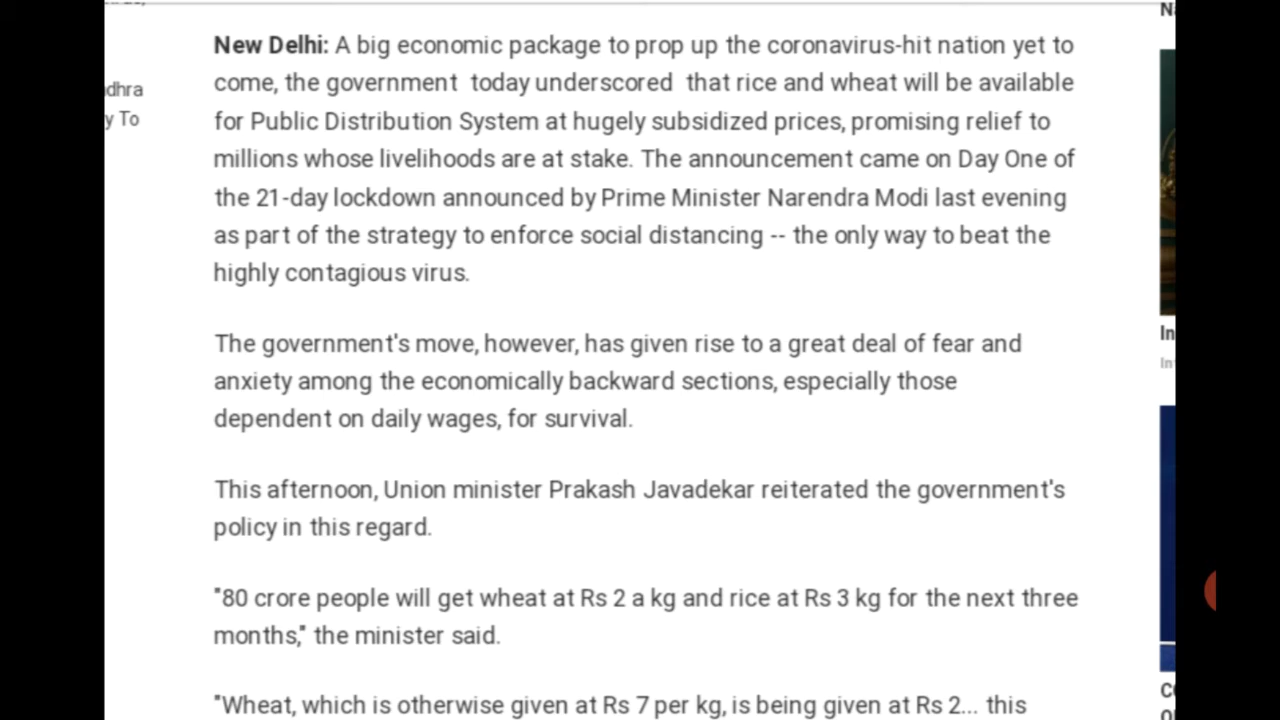 New Delhi: A big economic package to prop up the coronavirus-hit nation yet to
come, the government today underscored that rice and wheat will be available
for Public Distribution System at hugely subsidized prices, promising relief to
millions whose livelihoods are at stake. The announcement came on Day One of
the 21-day lockdown announced by Prime Minister Narendra Modi last evening
as part of the strategy to enforce social distancing -- the only way to beat the
highly contagious virus.
The government's move, however, has given rise to a great deal of fear and
anxiety among the economically backward sections, especially those
dependent on daily wages, for survival.
This afternoon, Union minister Prakash Javadekar reiterated the government's
policy in this regard.
"80 crore people will get wheat at Rs 2 a kg and rice at Rs 3 kg for the next three
months," the minister said.
"Wheat, which is otherwise given at Rs 7 per kg, is being given at Rs 2... this
dhra
y To
In